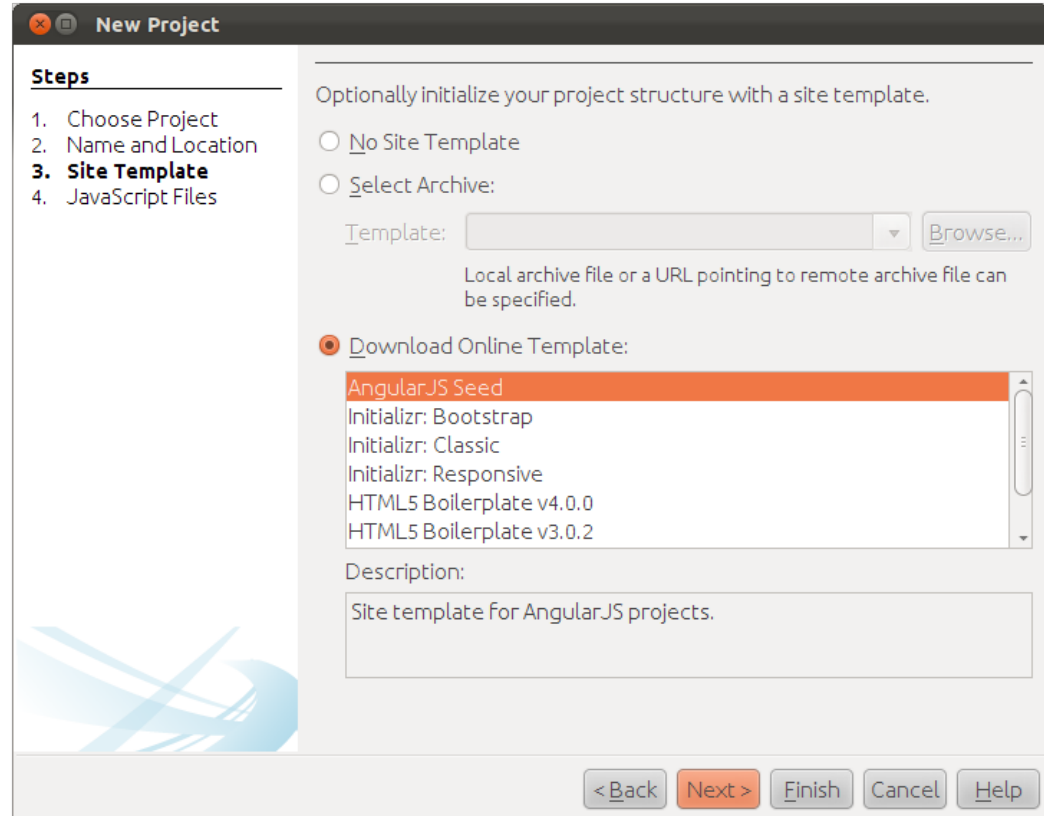 New Project
Steps
1. Choose Project
2. Name and Location
3. Site Template
4. JavaScript Files
Optionally initialize your project structure with a site template.
No Site Template
Select Archive:
Template:
Browse...
Local archive file or a URL pointing to remote archive file can
be specified.
Download Online Template:
AngularJS Seed
Initializr: Bootstrap
Initializr: Classic
Initializr: Responsive
HTML5 Boilerplate v4.0.0
HTML5 Boilerplate v3.0.2
Description:
Site template for AngularJS projects.
< Back Next > Finish Cancel Help